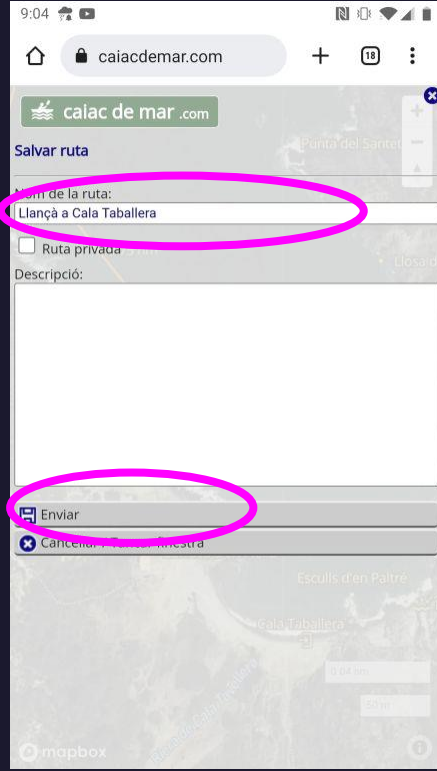 9:04
caiacdemar.com
18
caiac de mar .com
Punta del Santet
Salvar ruta
Nom de la ruta:
Llançà a Cala Taballera
Ruta privada
Descripció:
Enviar
Cancel·lar / Tancar finestra
Esculls d'en Paltré
Cala Taballera
mapbox